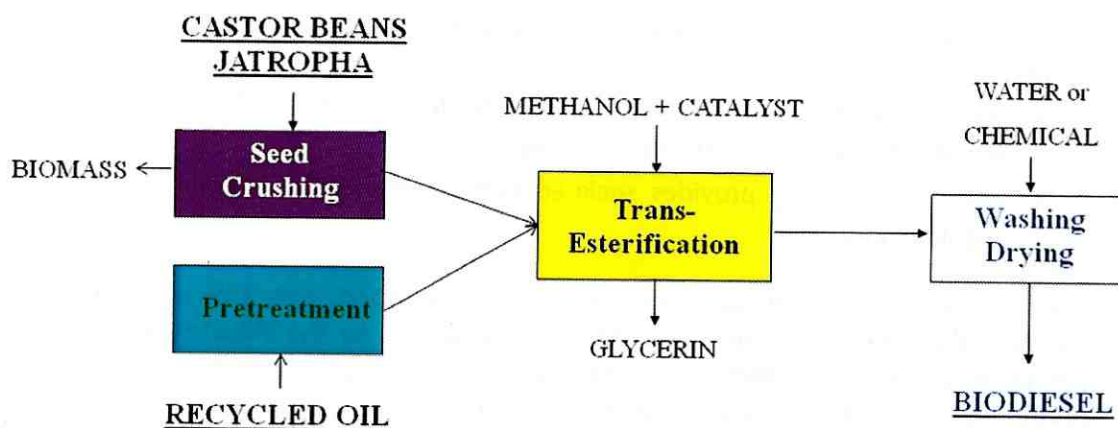 CASTOR BEANS
JATROPHA
METHANOL + CATALYST
WATER or
CHEMICAL
BIOMASS
Seed
Crushing
Trans-
Esterification
Washing
Drying
Pretreatment
GLYCERIN
RECYCLED OIL
BIODIESEL